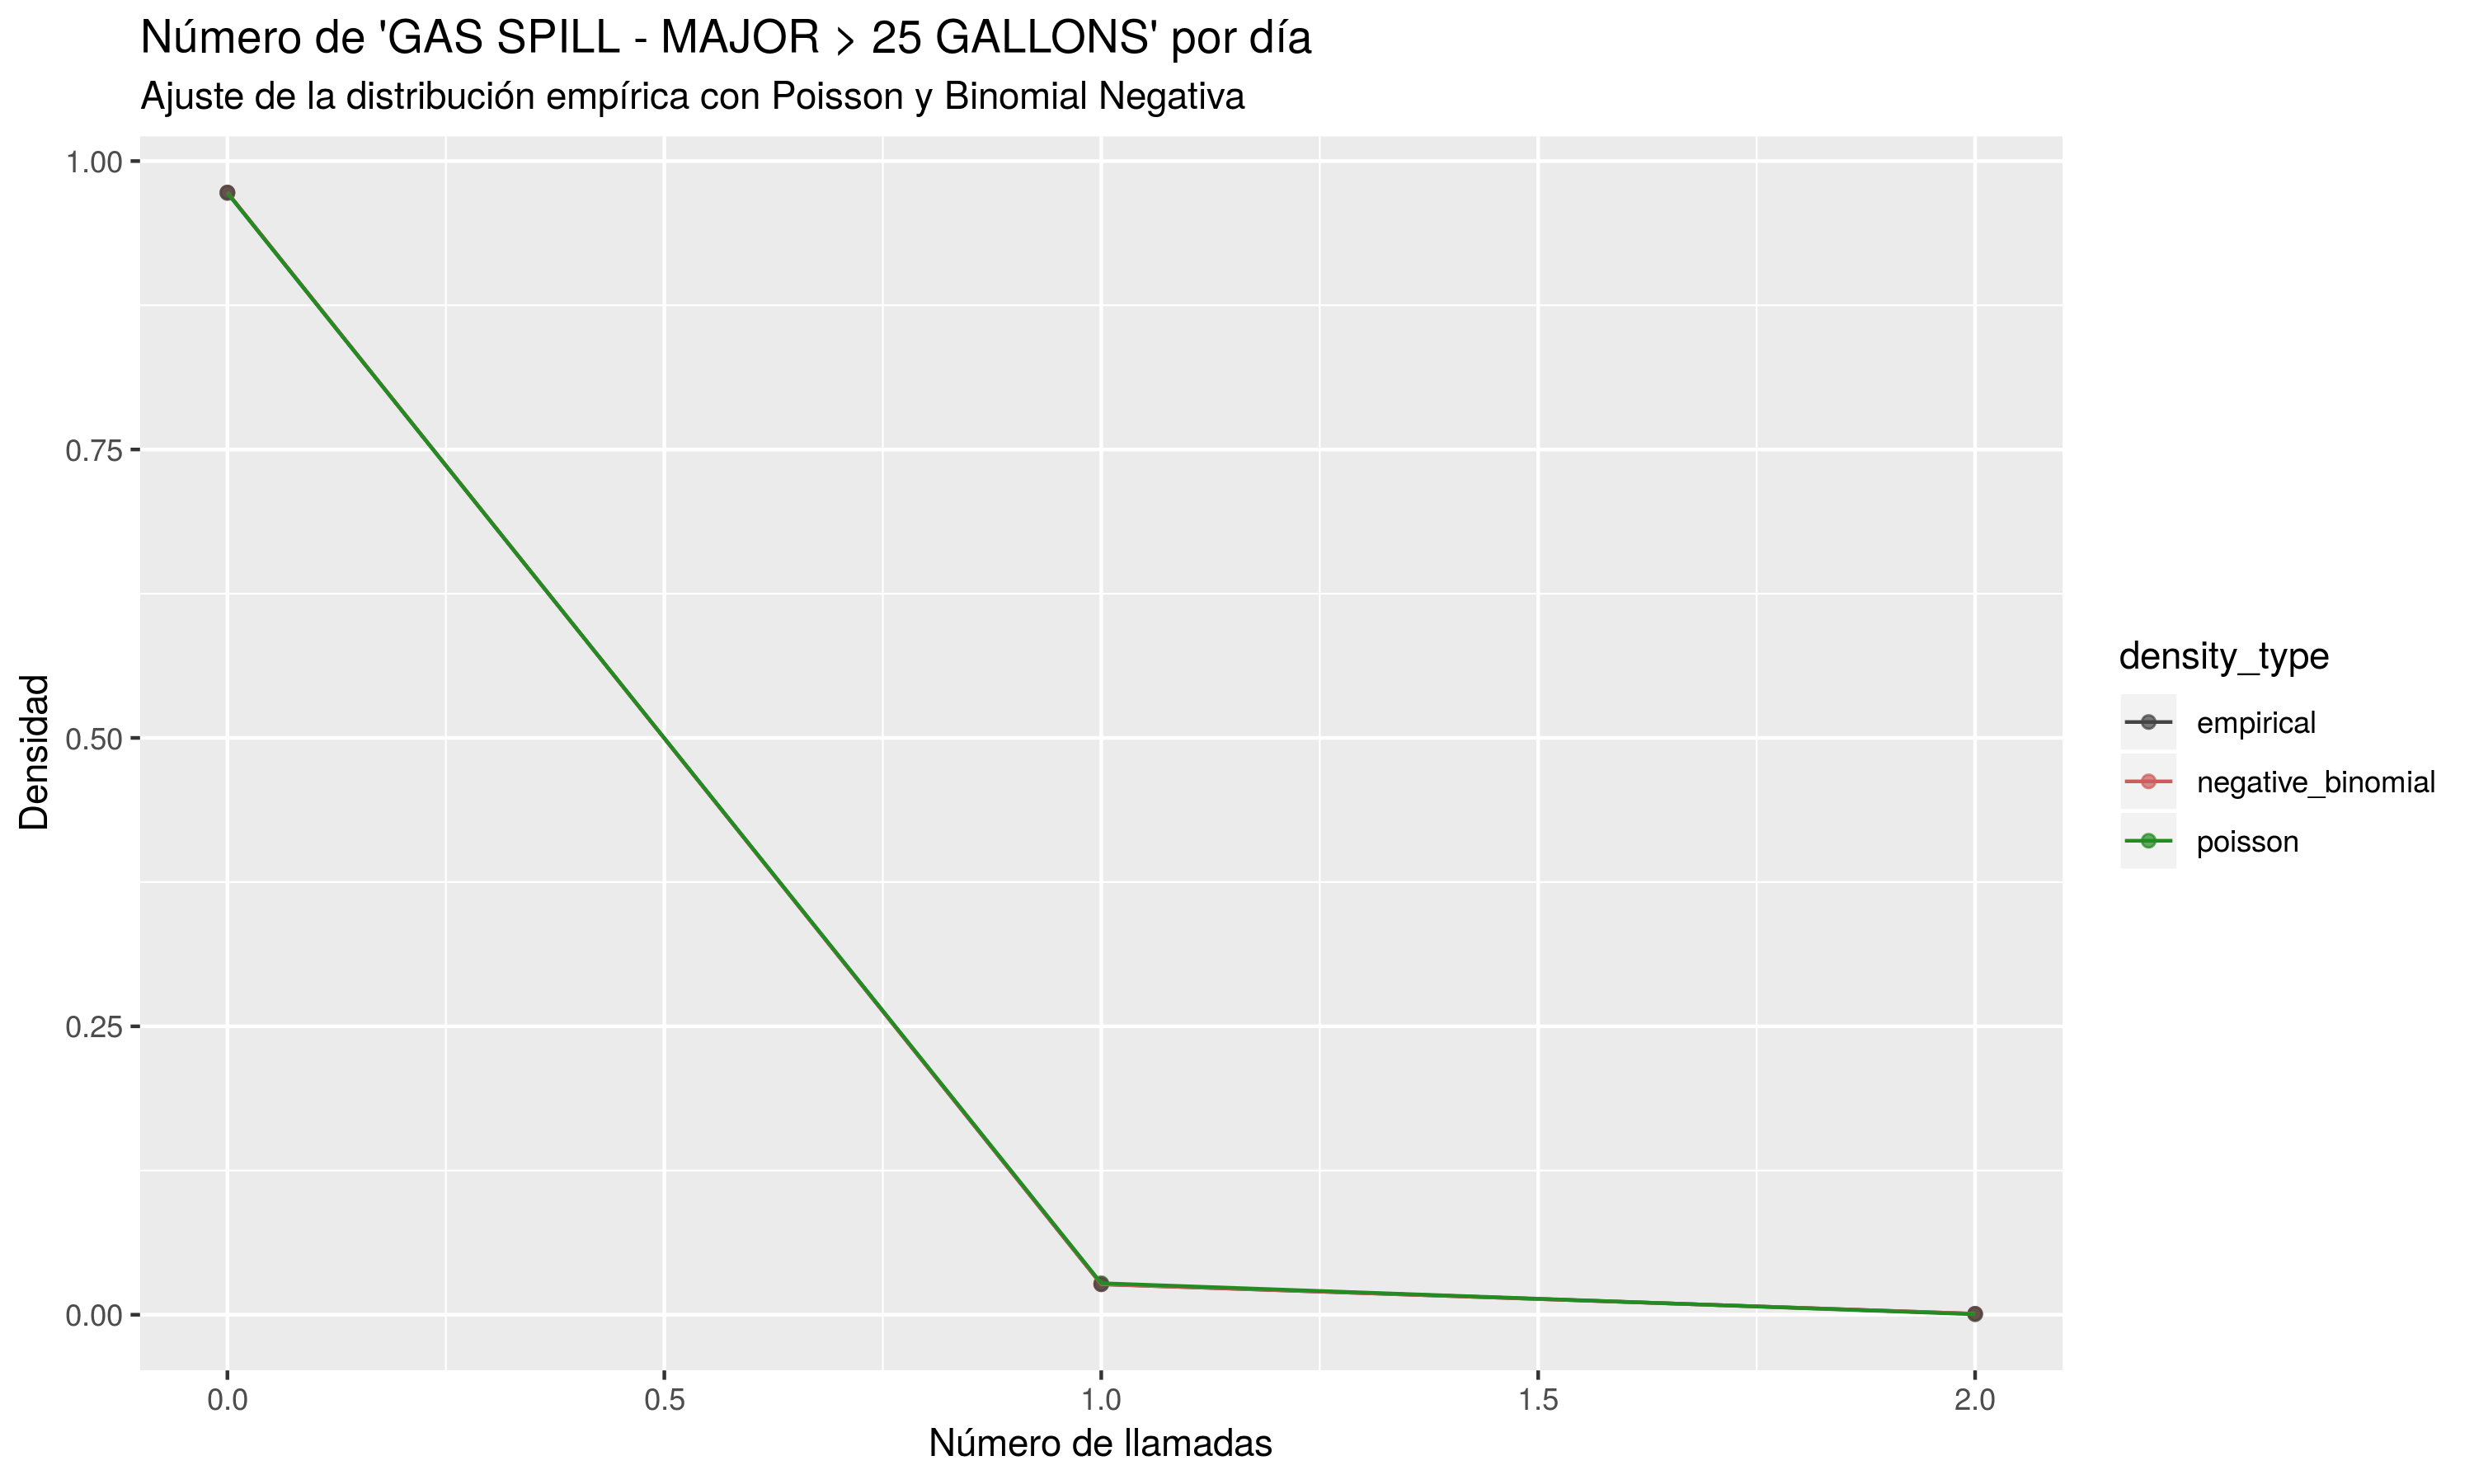 Número de 'GAS SPILL - MAJOR > 25 GALLONS' por día
Ajuste de la distribución empírica con Poisson y Binomial Negativa
Densidad
1.00
0.75
0.50
0.25
0.00
0.0 0.5 1.0 1.5 2.0
Número de llamadas
density_type
empirical
negative_binomial
poisson